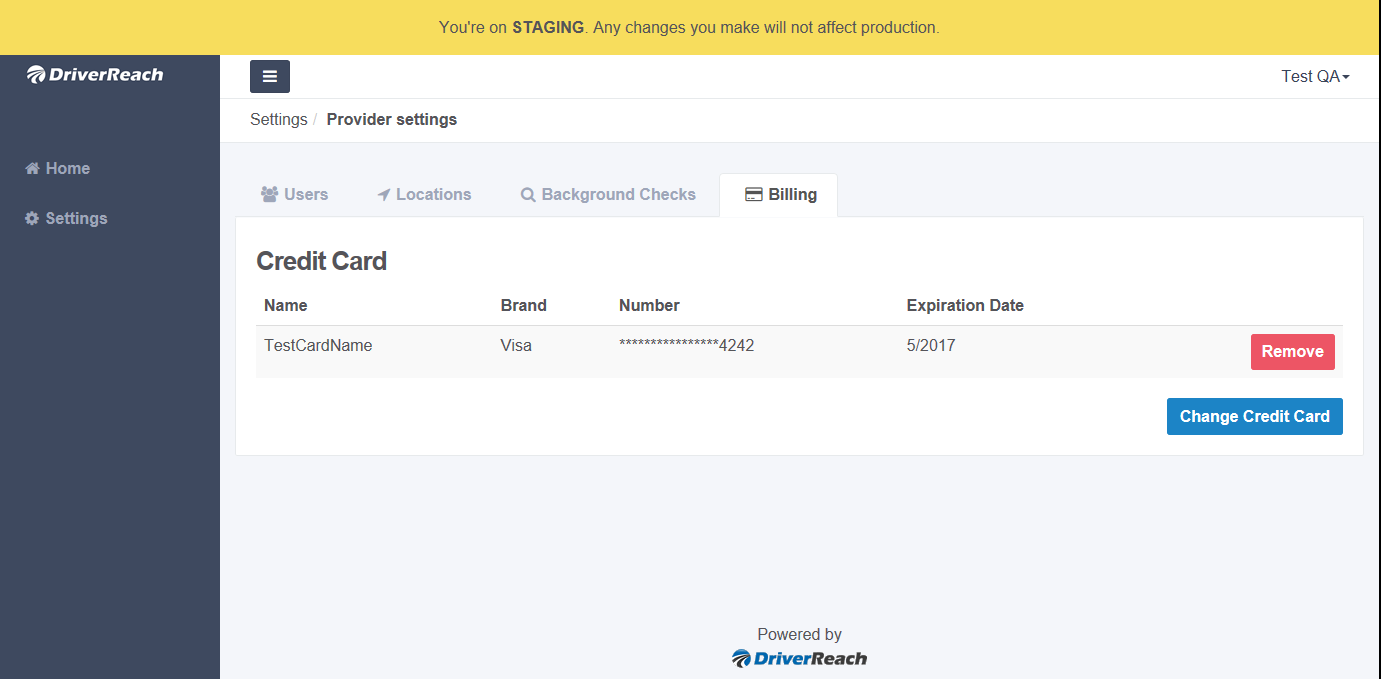 You're on STAGING. Any changes you make will not affect production.
DriverReach
Test QA
Settings / Provider settings
Home
Settings
Users Locations Background Checks Billing
Credit Card
Name Brand Number Expiration Date
TestCardName Visa ****************4242 5/2017 Remove
Change Credit Card
Powered by
DriverReach